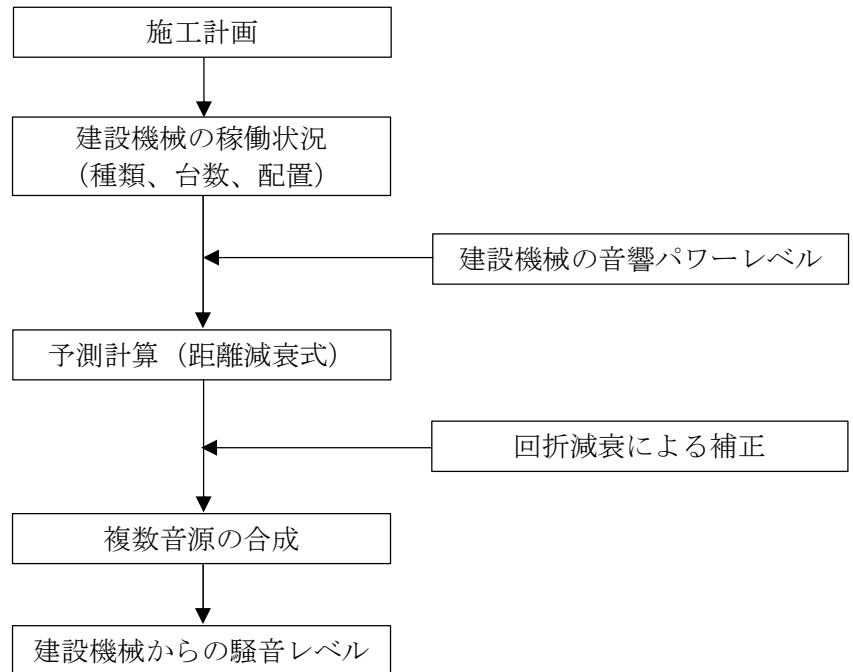 施工計画
建設機械の稼働状況
（種類、台数、配置）
建設機械の音響パワーレベル
予測計算（距離減衰式）
回折減衰による補正
複数音源の合成
建設機械からの騒音レベル